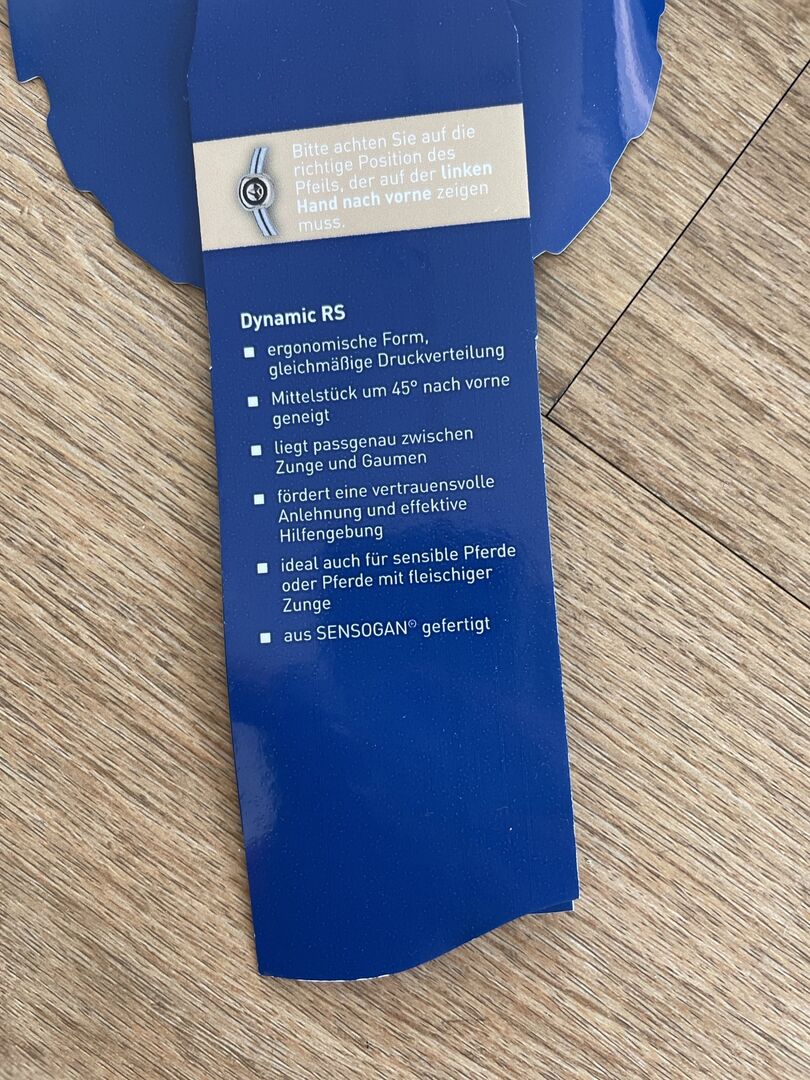 Bitte achten Sie auf die
richtige Position des
Pfeils, der auf der linken
Hand nach vorne zeigen
muss.
Dynamic RS
■ ergonomische Form,
gleichmäßige Druckverteilung
■ Mittelstück um 45° nach vorne
geneigt
■ liegt passgenau zwischen
Zunge und Gaumen
■ fördert eine vertrauensvolle
Anlehnung und effektive
Hilfengebung
■ ideal auch für sensible Pferde
oder Pferde mit fleischiger
Zunge
■ aus SENSOGAN® gefertigt